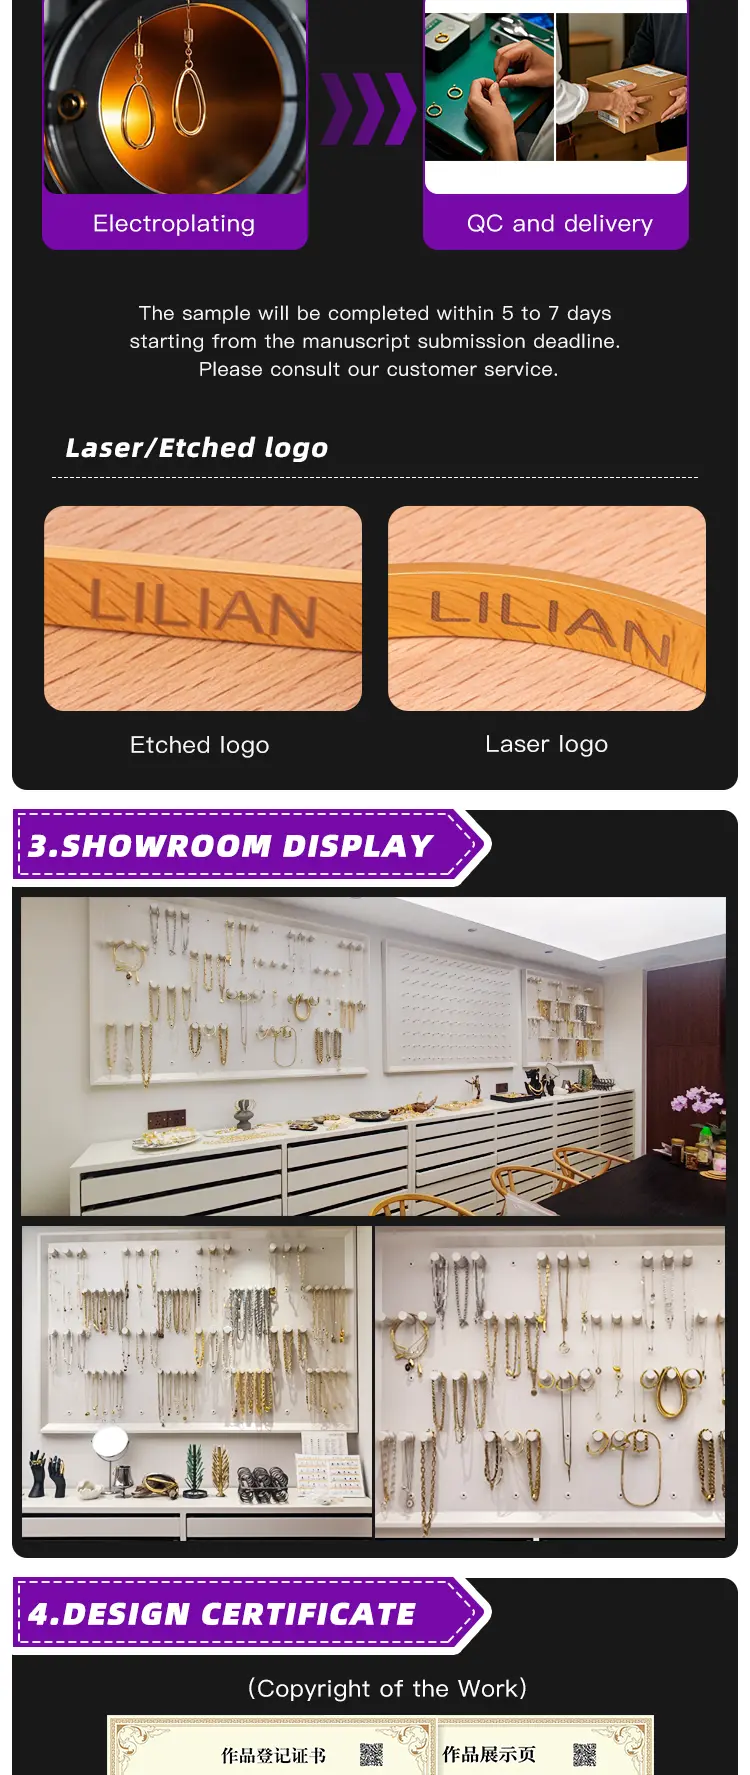 Electroplating
QC and delivery
The sample will be completed within 5 to 7 days
starting from the manuscript submission deadline.
Please consult our customer service.
Laser/Etched logo
LILIAN
LILIAN
Etched logo
Laser logo
3.SHOWROOM DISPLAY
4.DESIGN CERTIFICATE
(Copyright of the Work)
作品登记证书
作品展示页